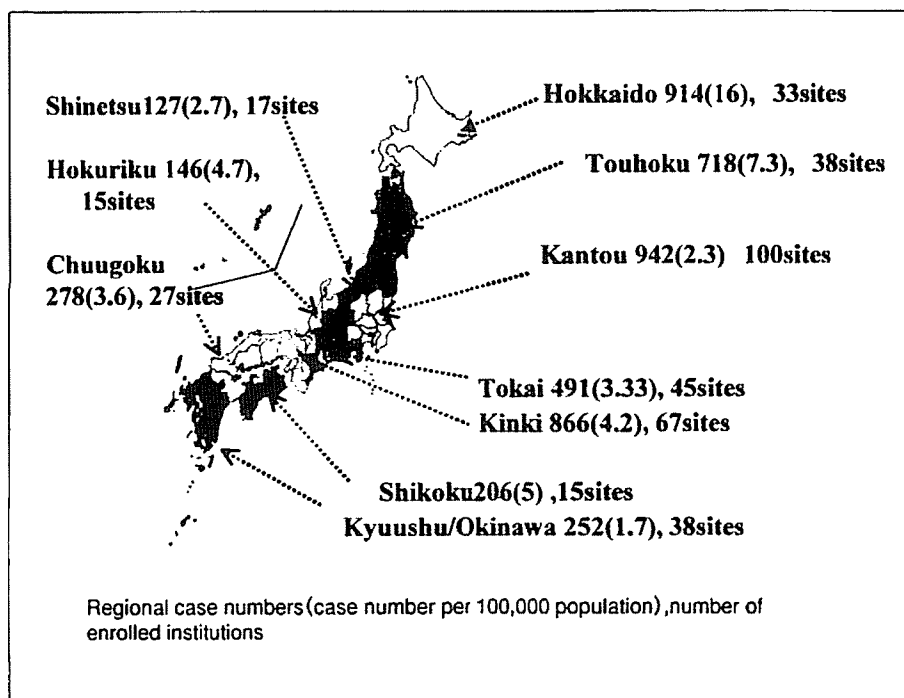 Shinetsu127(2.7), 17sites
Hokkaido 914(16), 33sites
Hokuriku 146(4.7),
15sites
Touhoku 718(7.3), 38sites
Chuugoku
278(3.6), 27sites
Kantou 942(2.3) 100sites
Tokai 491(3.33), 45sites
Kinki 866(4.2), 67sites
Shikoku206(5) ,15sites
Kyuushu/Okinawa 252(1.7), 38sites
Regional case numbers(case number per 100,000 population),number of
enrolled institutions